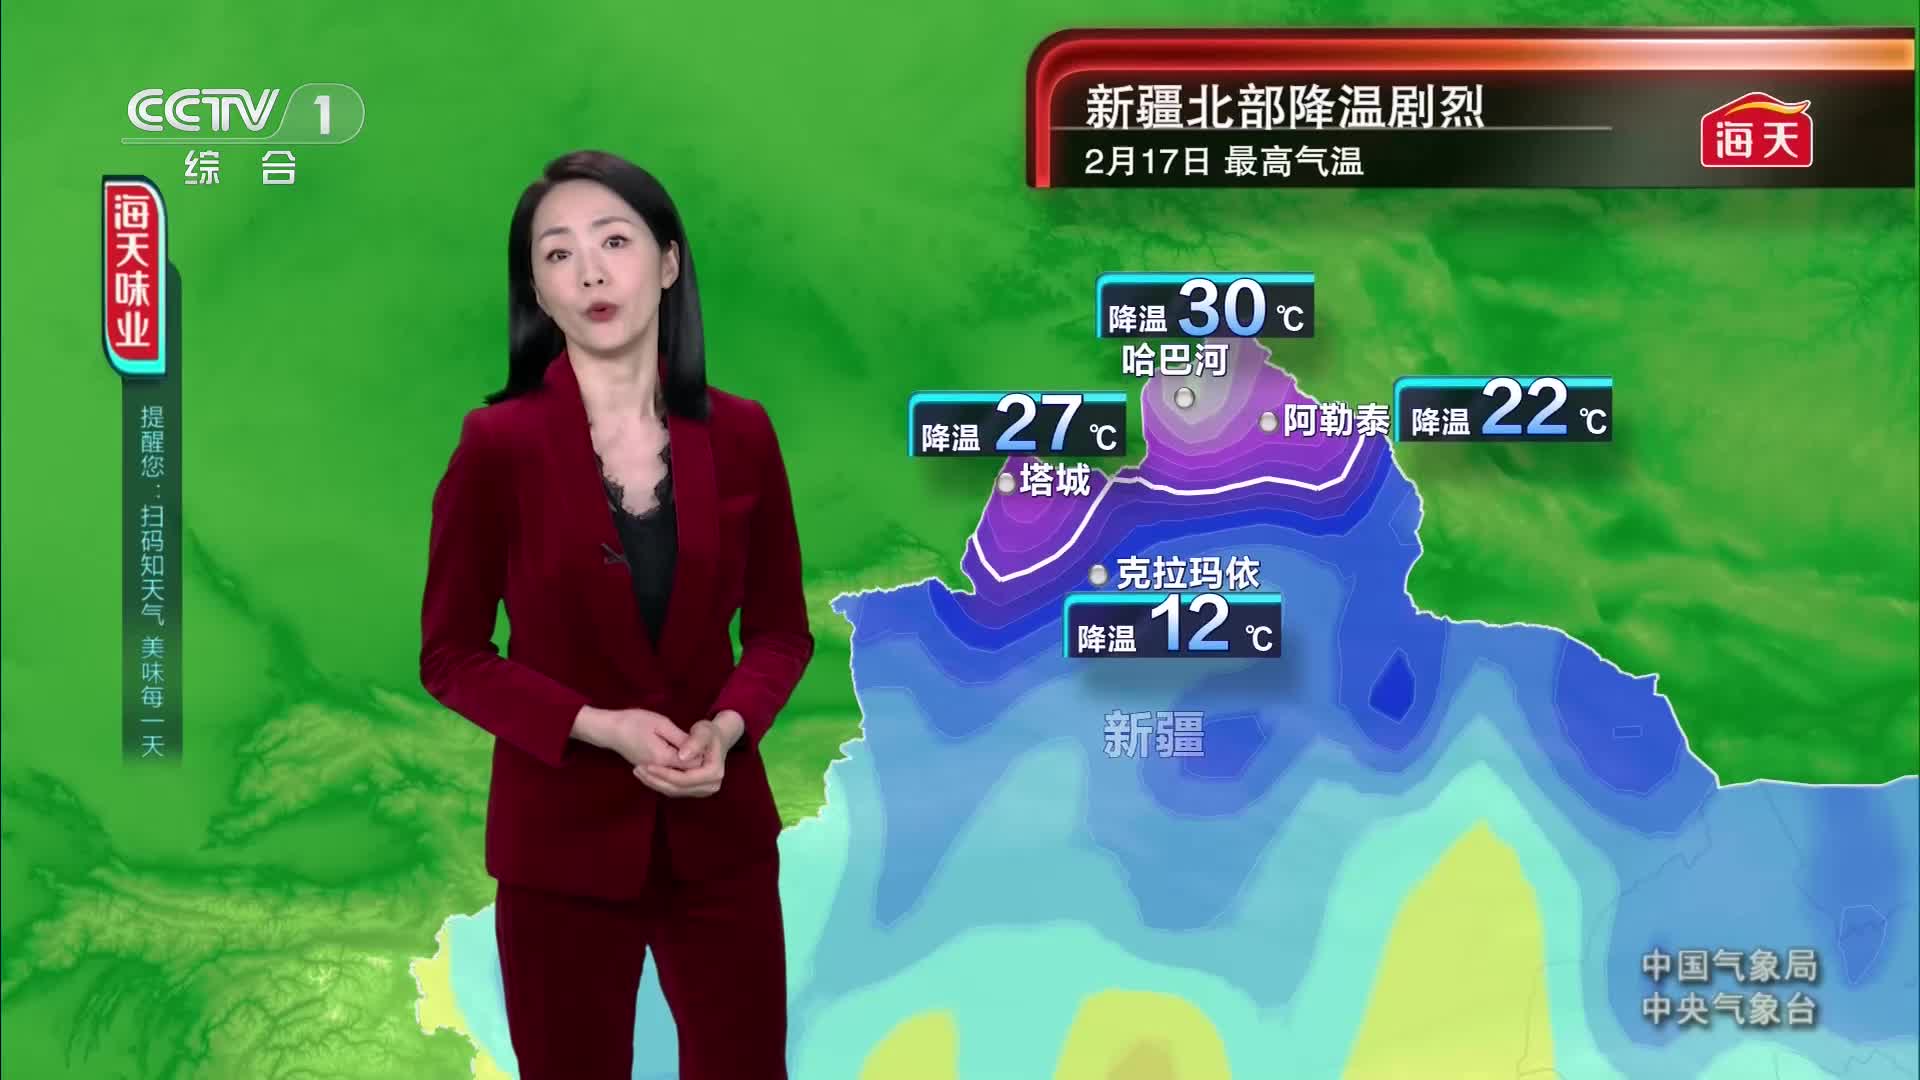 CCTV 1
综合
海天味业
提醒您：扫码知天气 美味每一天
新疆北部降温剧烈
2月17日 最高气温
海天
降温 30 ℃
哈巴河
降温 27 ℃
塔城
阿勒泰
降温 22 ℃
克拉玛依
降温 12 ℃
新疆
中国气象局
中央气象台